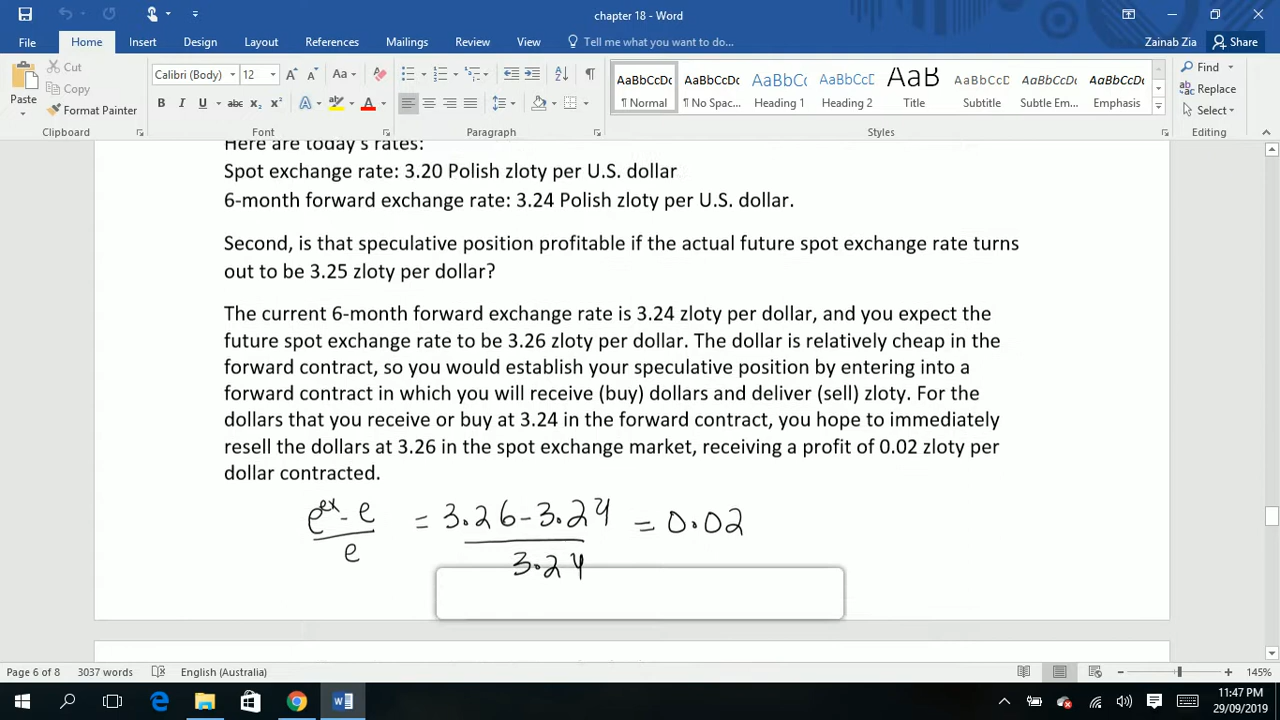 chapter 18 - Word
Zainab Zia
Share
File
Home
Insert
Design
Layout
References
Mailings
Review
View
Tell me what you want to do...
Paste
Cut
Copy
Format Painter
Calibri (Body)
12
AaBbCcDc
AaBbCcDc
AaBbCcDc
AaBbCcDc
AaB
AaBbCcDc
AaBbCcDc
AaBbCcDc
¶ Normal
¶ No Spac...
Heading
Heading 2
Title
Subtitle
Subtle Em...
Emphasis
Find
Replace
Select
Clipboard
Font
Paragraph
Styles
Editing
Here are today's rates:
Spot exchange rate: 3.20 Polish zloty per U.S. dollar
6-month forward exchange rate: 3.24 Polish zloty per U.S. dollar.
Second, is that speculative position profitable if the actual future spot exchange rate turns
out to be 3.25 zloty per dollar?
The current 6-month forward exchange rate is 3.24 zloty per dollar, and you expect the
future spot exchange rate to be 3.26 zloty per dollar. The dollar is relatively cheap in the
forward contract, so you would establish your speculative position by entering into a
forward contract in which you will receive (buy) dollars and deliver (sell) zloty. For the
dollars that you receive or buy at 3.24 in the forward contract, you hope to immediately
resell the dollars at 3.26 in the spot exchange market, receiving a profit of 0.02 zloty per
dollar contracted.
e^ex - e = 3.26 - 3.24 = 0.02
e 3.24
Page 6 of 8
3037 words
English (Australia)
145%
11:47 PM
29/09/2019